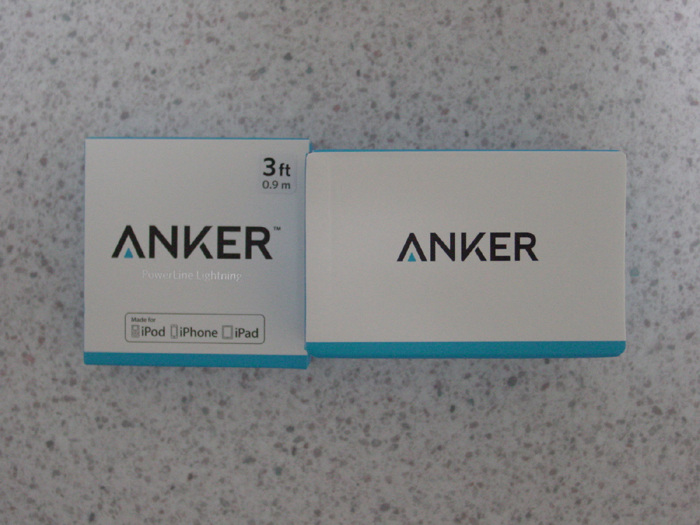 3ft
0.9 m
ANKER™
PowerLine Lightning
Made for
iPod iPhone iPad
ANKER